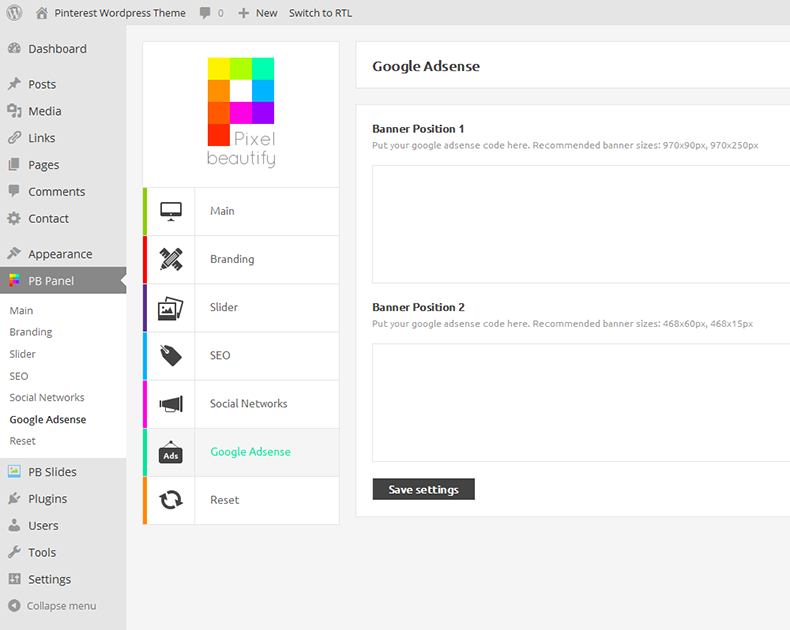 Pinterest Wordpress Theme 0 New Switch to RTL
Dashboard
Posts
Media
Links
Pages
Comments
Contact
Appearance
PB Panel
Main
Branding
Slider
SEO
Social Networks
Google Adsense
Reset
PB Slides
Plugins
Users
Tools
Settings
Collapse menu
Pixel
beautify
Main
Branding
Slider
SEO
Social Networks
Ads
Google Adsense
Reset
Google Adsense
Banner Position 1
Put your google adsense code here. Recommended banner sizes: 970x90px, 970x250px
Banner Position 2
Put your google adsense code here. Recommended banner sizes: 468x60px, 468x15px
Save settings